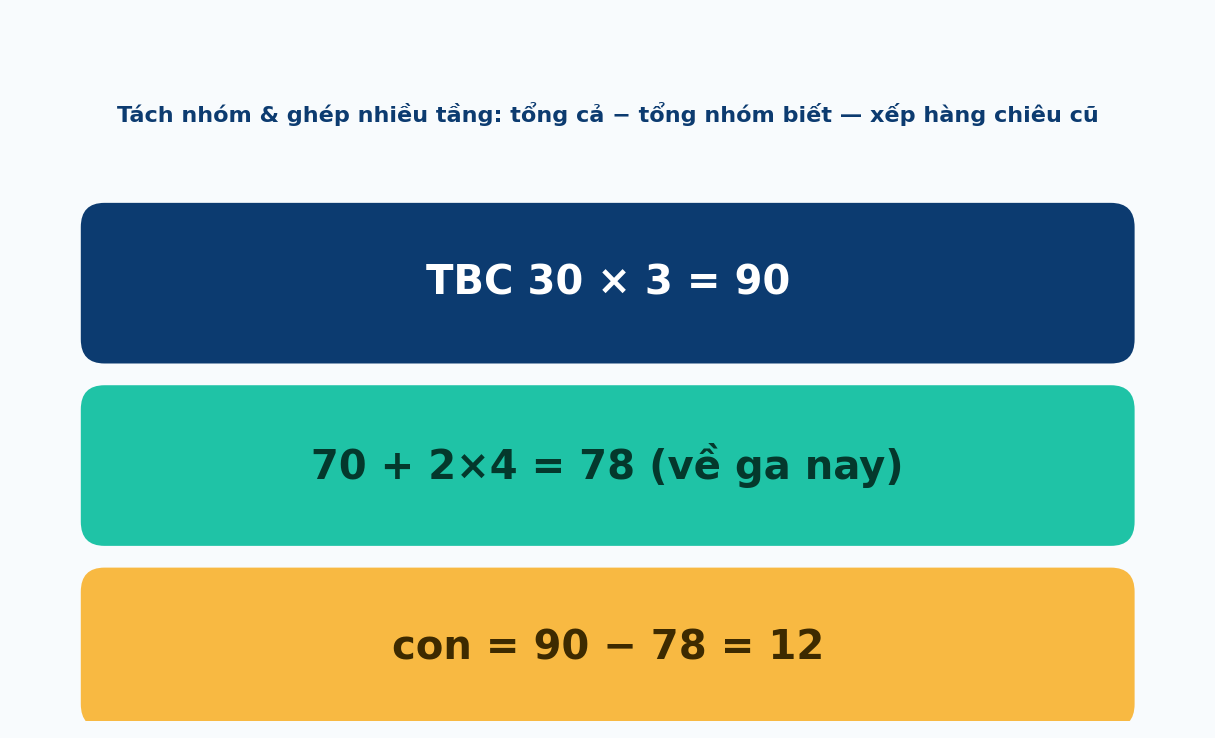 Tách nhóm & ghép nhiều tầng: tổng cả − tổng nhóm biết — xếp hàng chiêu cũ
TBC 30 × 3 = 90
70 + 2×4 = 78 (về ga nay)
con = 90 − 78 = 12